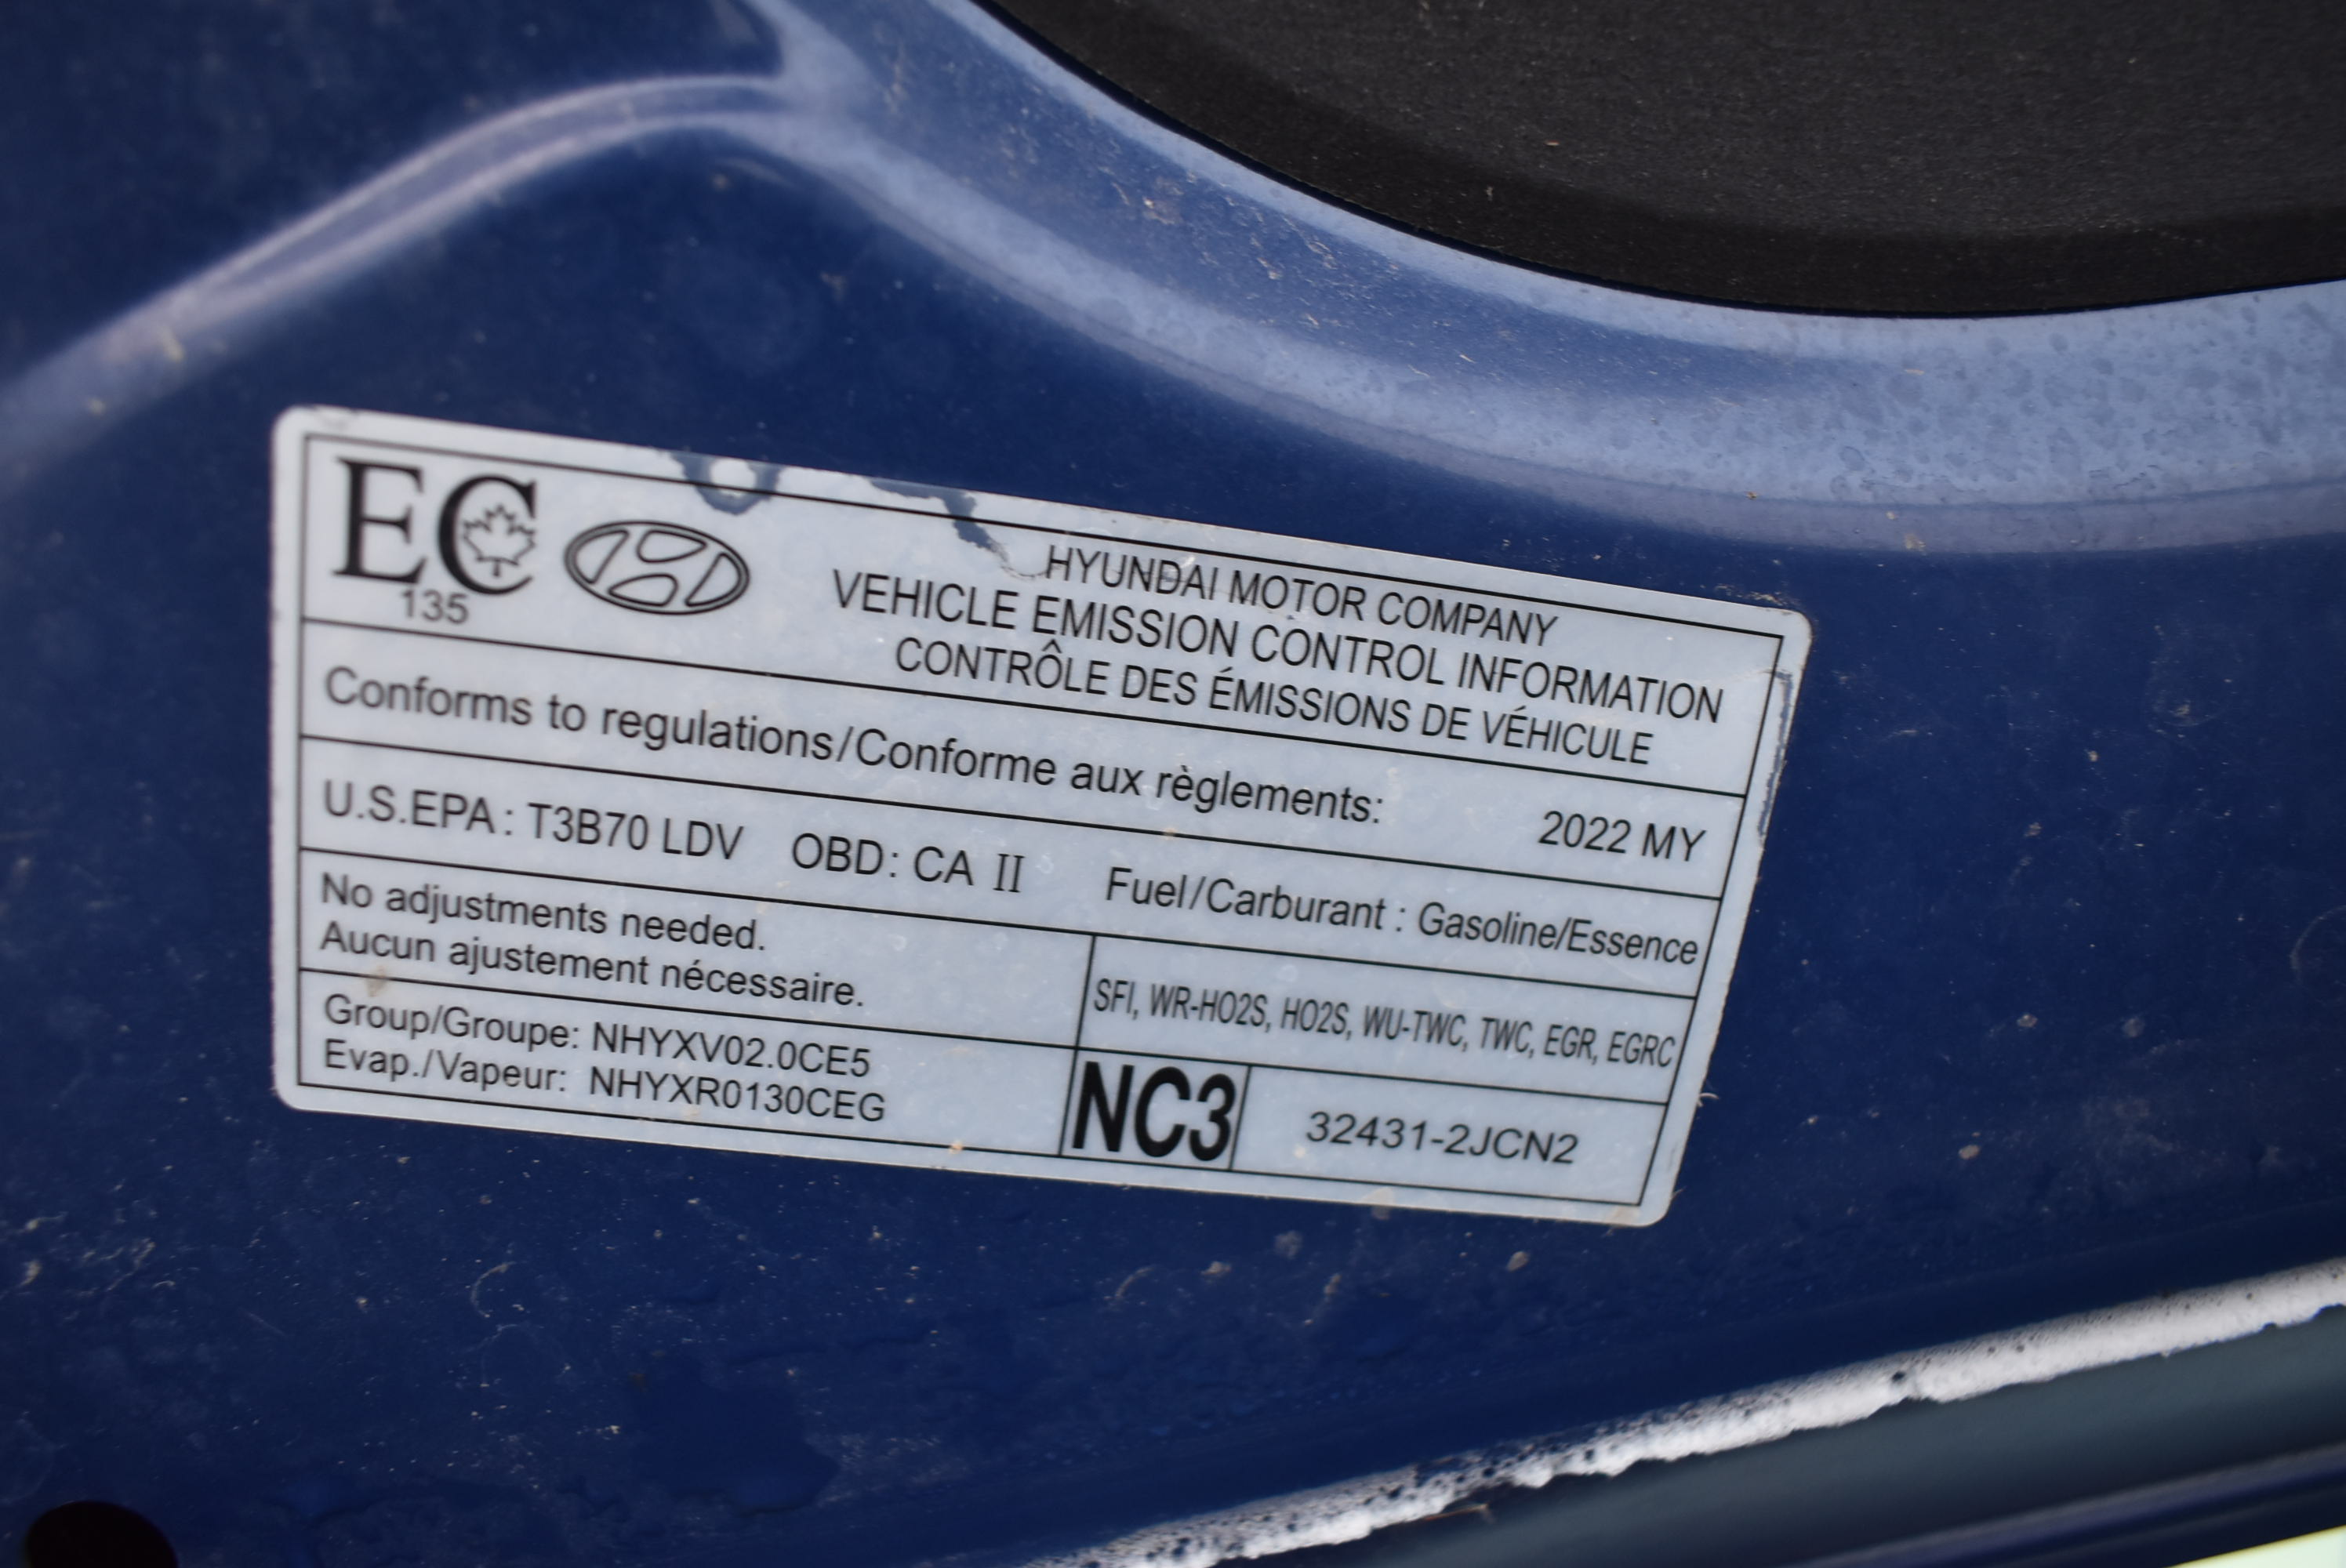 EC
135
HYUNDAI MOTOR COMPANY
VEHICLE EMISSION CONTROL INFORMATION
CONTRÔLE DES ÉMISSIONS DE VÉHICULE
Conforms to regulations/Conforme aux règlements: 2022 MY
U.S.EPA : T3B70 LDV OBD: CA II Fuel/Carburant : Gasoline/Essence
No adjustments needed.
Aucun ajustement nécessaire.
SFI, WR-HO2S, HO2S, WU-TWC, TWC, EGR, EGRC
Group/Groupe: NHYXV02.0CE5
Evap./Vapeur: NHYXR0130CEG
NC3
32431-2JCN2